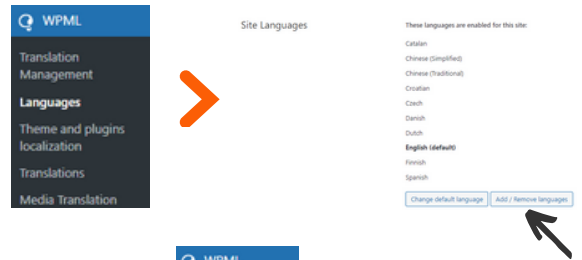 WPML
Translation
Management
Languages
Theme and plugins
localization
Translations
Media Translation
Site Languages
These languages are enabled for this site:
Catalan
Chinese (Simplified)
Chinese (Traditional)
Croatian
Czech
Danish
Dutch
English (default)
Finnish
Spanish
Change default language
Add / Remove languages
WPML